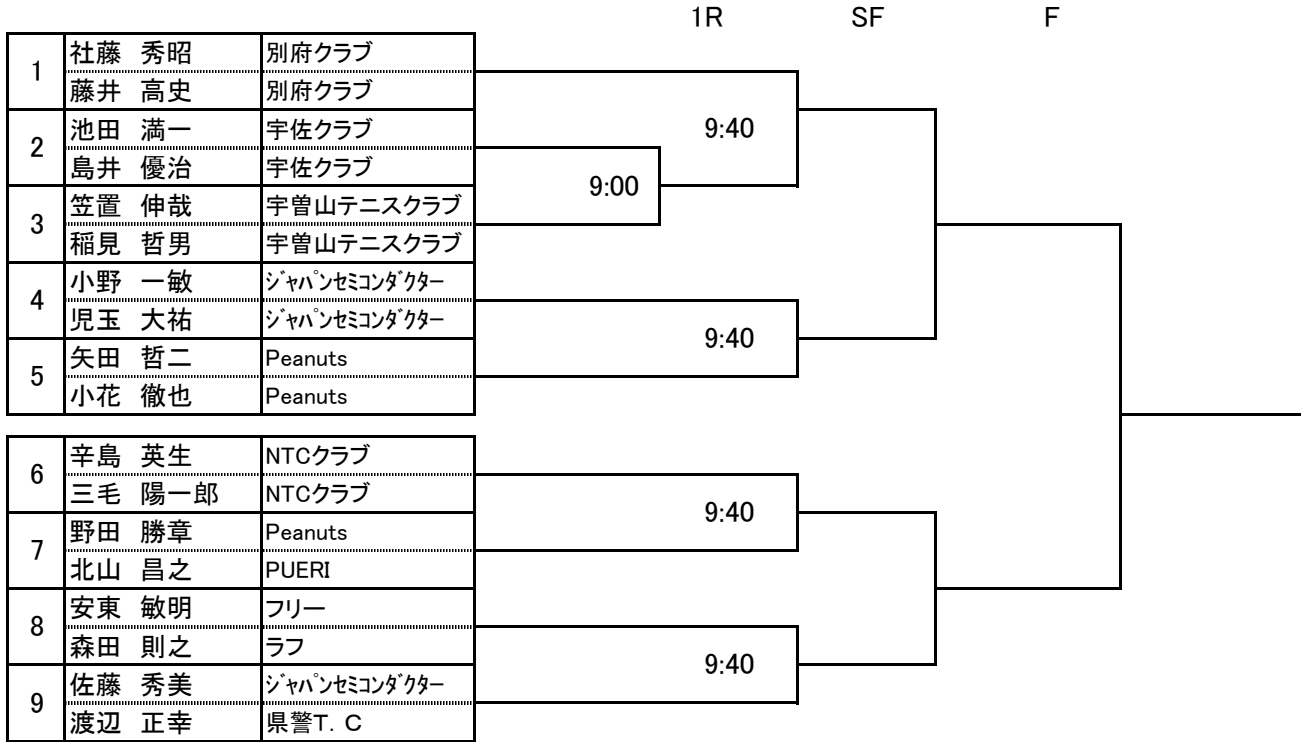 1R SF F
1 社藤 秀昭 別府クラブ
藤井 高史 別府クラブ
2 池田 満一 宇佐クラブ
島井 優治 宇佐クラブ
3 笠置 伸哉 宇曽山テニスクラブ
稲見 哲男 宇曽山テニスクラブ
4 小野 一敏 ジャパンセミコンダクター
児玉 大祐 ジャパンセミコンダクター
5 矢田 哲二 Peanuts
小花 徹也 Peanuts
9:40
9:00
9:40
6 辛島 英生 NTCクラブ
三毛 陽一郎 NTCクラブ
7 野田 勝章 Peanuts
北山 昌之 PUERI
8 安東 敏明 フリー
森田 則之 ラフ
9 佐藤 秀美 ジャパンセミコンダクター
渡辺 正幸 県警T．C
9:40
9:40